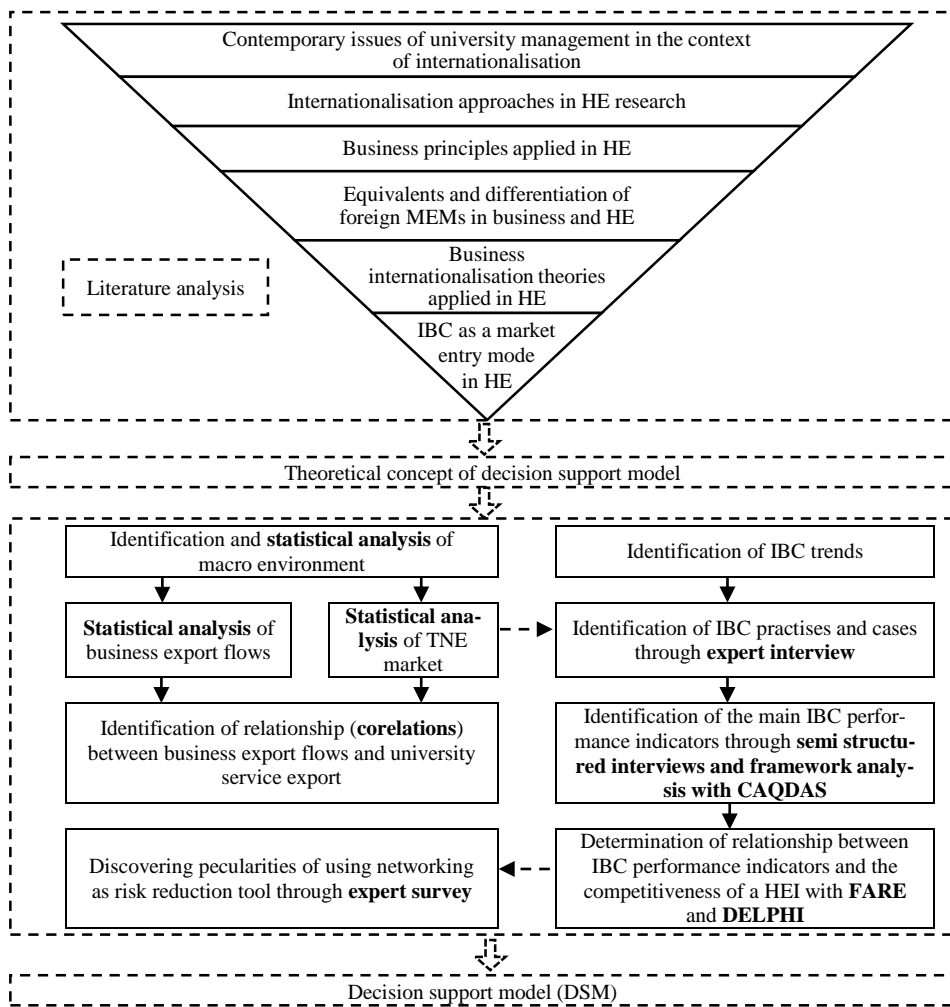 Contemporary issues of university management in the context
of internationalisation
Internationalisation approaches in HE research
Business principles applied in HE
Equivalents and differentiation of
foreign MEMs in business and HE
Business
internationalisation theories
applied in HE
Literature analysis
IBC as a market
entry mode
in HE
Theoretical concept of decision support model
Identification and statistical analysis of
macro environment
Identification of IBC trends
Statistical analysis of
business export flows
Statistical ana-
lysis of TNE
market
Identification of IBC practises and cases
through expert interview
Identification of relationship (corelations)
between business export flows and university
service export
Identification of the main IBC perfor-
mance indicators through semi structu-
red interviews and framework analy-
sis with CAQDAS
Discovering pecularities of using networking
as risk reduction tool through expert survey
Determination of relationship between
IBC performance indicators and the
competitiveness of a HEI with FARE
and DELPHI
Decision support model (DSM)